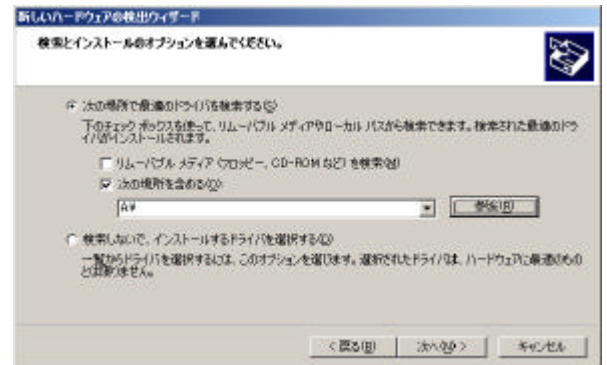 新しいハードウェアの検出ウィザード
検索とインストールのオプションを選んでください。
次の場所で最適のドライバを検索する(S)
下のチェック ボックスを使って、リムーバブル メディアやローカル パスから検索できます。検索された最適のドラ
イバがインストールされます。
リムーバブル メディア (フロッピー、CD-ROM など) を検索(M)
次の場所を含める(O):
A¥
参照(R)
検索しないで、インストールするドライバを選択する(D)
一覧からドライバを選択するには、このオプションを選びます。選択されたドライバは、ハードウェアに最適のもの
とは限りません。
< 戻る(B)
次へ(N) >
キャンセル